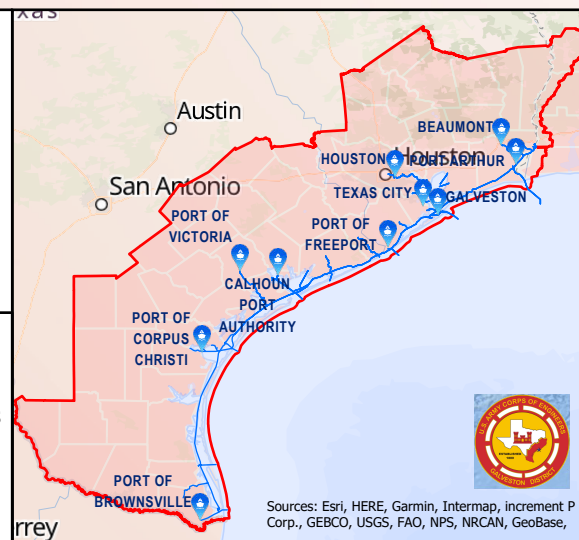 xas
Austin
San Antonio
Houston
BEAUMONT
HOUSTON
PORT ARTHUR
TEXAS CITY
GALVESTON
PORT OF
FREEPORT
PORT OF
VICTORIA
CALHOUN
PORT
AUTHORITY
PORT OF
CORPUS
CHRISTI
PORT OF
BROWNSVILLE
rrey
U.S. ARMY CORPS OF ENGINEERS
ESTABLISHED
GALVESTON DISTRICT
Sources: Esri, HERE, Garmin, Intermap, increment P
Corp., GEBCO, USGS, FAO, NPS, NRCAN, GeoBase,